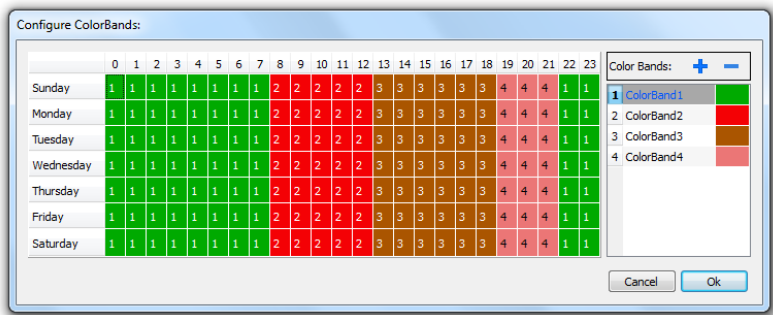 Configure ColorBands:
0 1 2 3 4 5 6 7 8 9 10 11 12 13 14 15 16 17 18 19 20 21 22 23
Sunday 1 1 1 1 1 1 1 1 2 2 2 2 2 3 3 3 3 3 3 4 4 4 1 1
Monday 1 1 1 1 1 1 1 1 2 2 2 2 2 3 3 3 3 3 3 4 4 4 1 1
Tuesday 1 1 1 1 1 1 1 1 2 2 2 2 2 3 3 3 3 3 3 4 4 4 1 1
Wednesday 1 1 1 1 1 1 1 1 2 2 2 2 2 3 3 3 3 3 3 4 4 4 1 1
Thursday 1 1 1 1 1 1 1 1 2 2 2 2 2 3 3 3 3 3 3 4 4 4 1 1
Friday 1 1 1 1 1 1 1 1 2 2 2 2 2 3 3 3 3 3 3 4 4 4 1 1
Saturday 1 1 1 1 1 1 1 1 2 2 2 2 2 3 3 3 3 3 3 4 4 4 1 1
Color Bands: + −
1 ColorBand1
2 ColorBand2
3 ColorBand3
4 ColorBand4
Cancel Ok